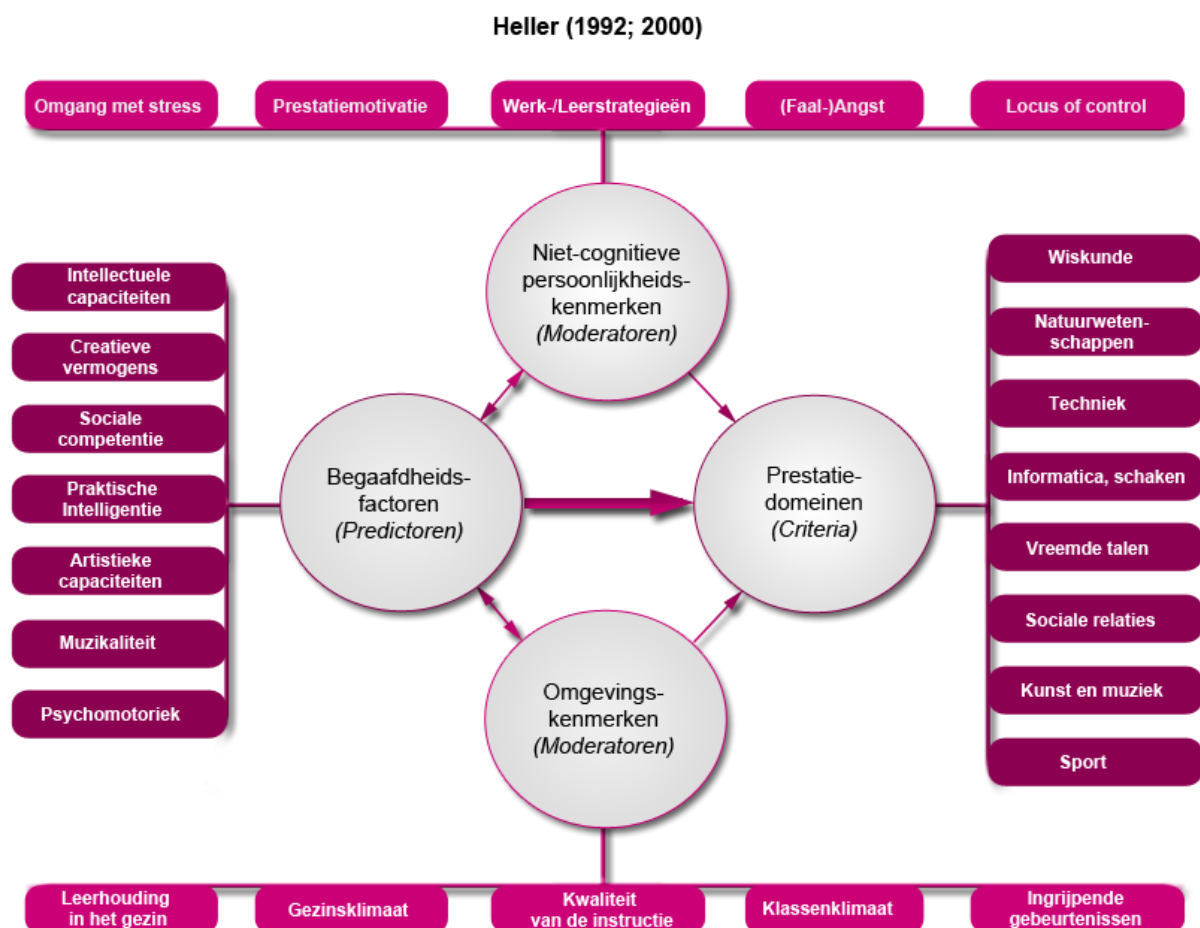 Heller (1992; 2000)
Omgang met stress
Prestatiemotivatie
Werk-/Leerstrategieën
(Faal-)Angst
Locus of control
Niet-cognitieve
persoonlijkheids-
kenmerken
(Moderatoren)
Intellectuele
capaciteiten
Creatieve
vermogens
Sociale
competentie
Praktische
Intelligentie
Artistieke
capaciteiten
Muzikaliteit
Psychomotoriek
Begaafdheids-
factoren
(Predictoren)
Prestatie-
domeinen
(Criteria)
Wiskunde
Natuurweten-
schappen
Techniek
Informatica, schaken
Vreemde talen
Sociale relaties
Kunst en muziek
Sport
Omgevings-
kenmerken
(Moderatoren)
Leerhouding
in het gezin
Gezinsklimaat
Kwaliteit
van de instructie
Klassenklimaat
Ingrijpende
gebeurtenissen